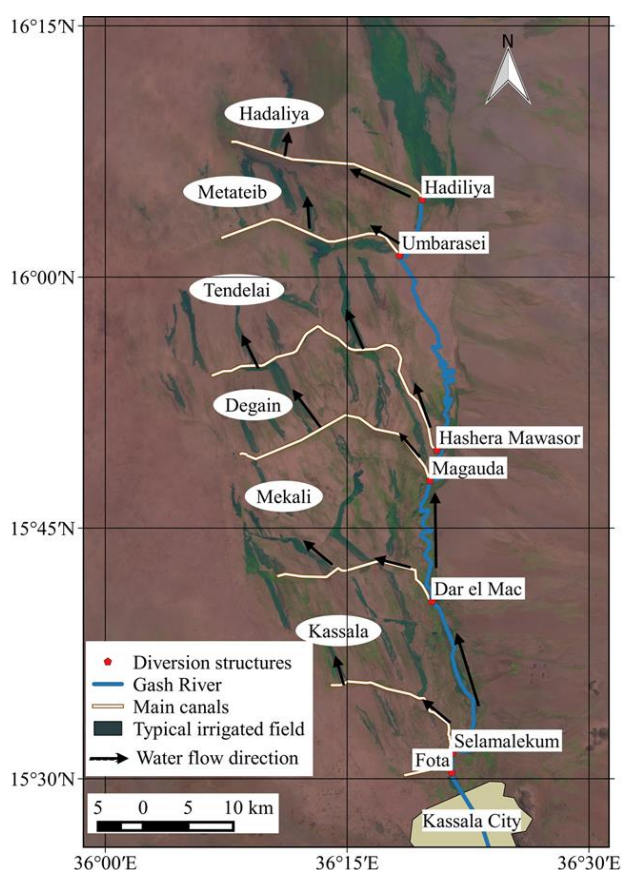 16°15'N
N
Hadaliya
Metateib
Hadiliya
Umbarasei
16°00'N
Tendelai
Degain
Hashera Mawasor
Magauda
Mekali
15°45'N
Dar el Mac
Kassala
Diversion structures
Gash River
Main canals
Typical irrigated field
Water flow direction
Selamalekum
Fota
15°30'N
5 0 5 10 km
Kassala City
36°00'E 36°15'E 36°30'E